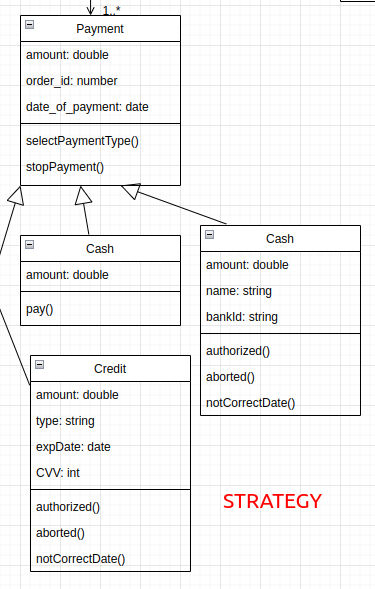 1..*
Payment
amount: double
order_id: number
date_of_payment: date
selectPaymentType()
stopPayment()
Cash
amount: double
pay()
Cash
amount: double
name: string
bankId: string
authorized()
aborted()
notCorrectDate()
Credit
amount: double
type: string
expDate: date
CVV: int
authorized()
aborted()
notCorrectDate()
STRATEGY